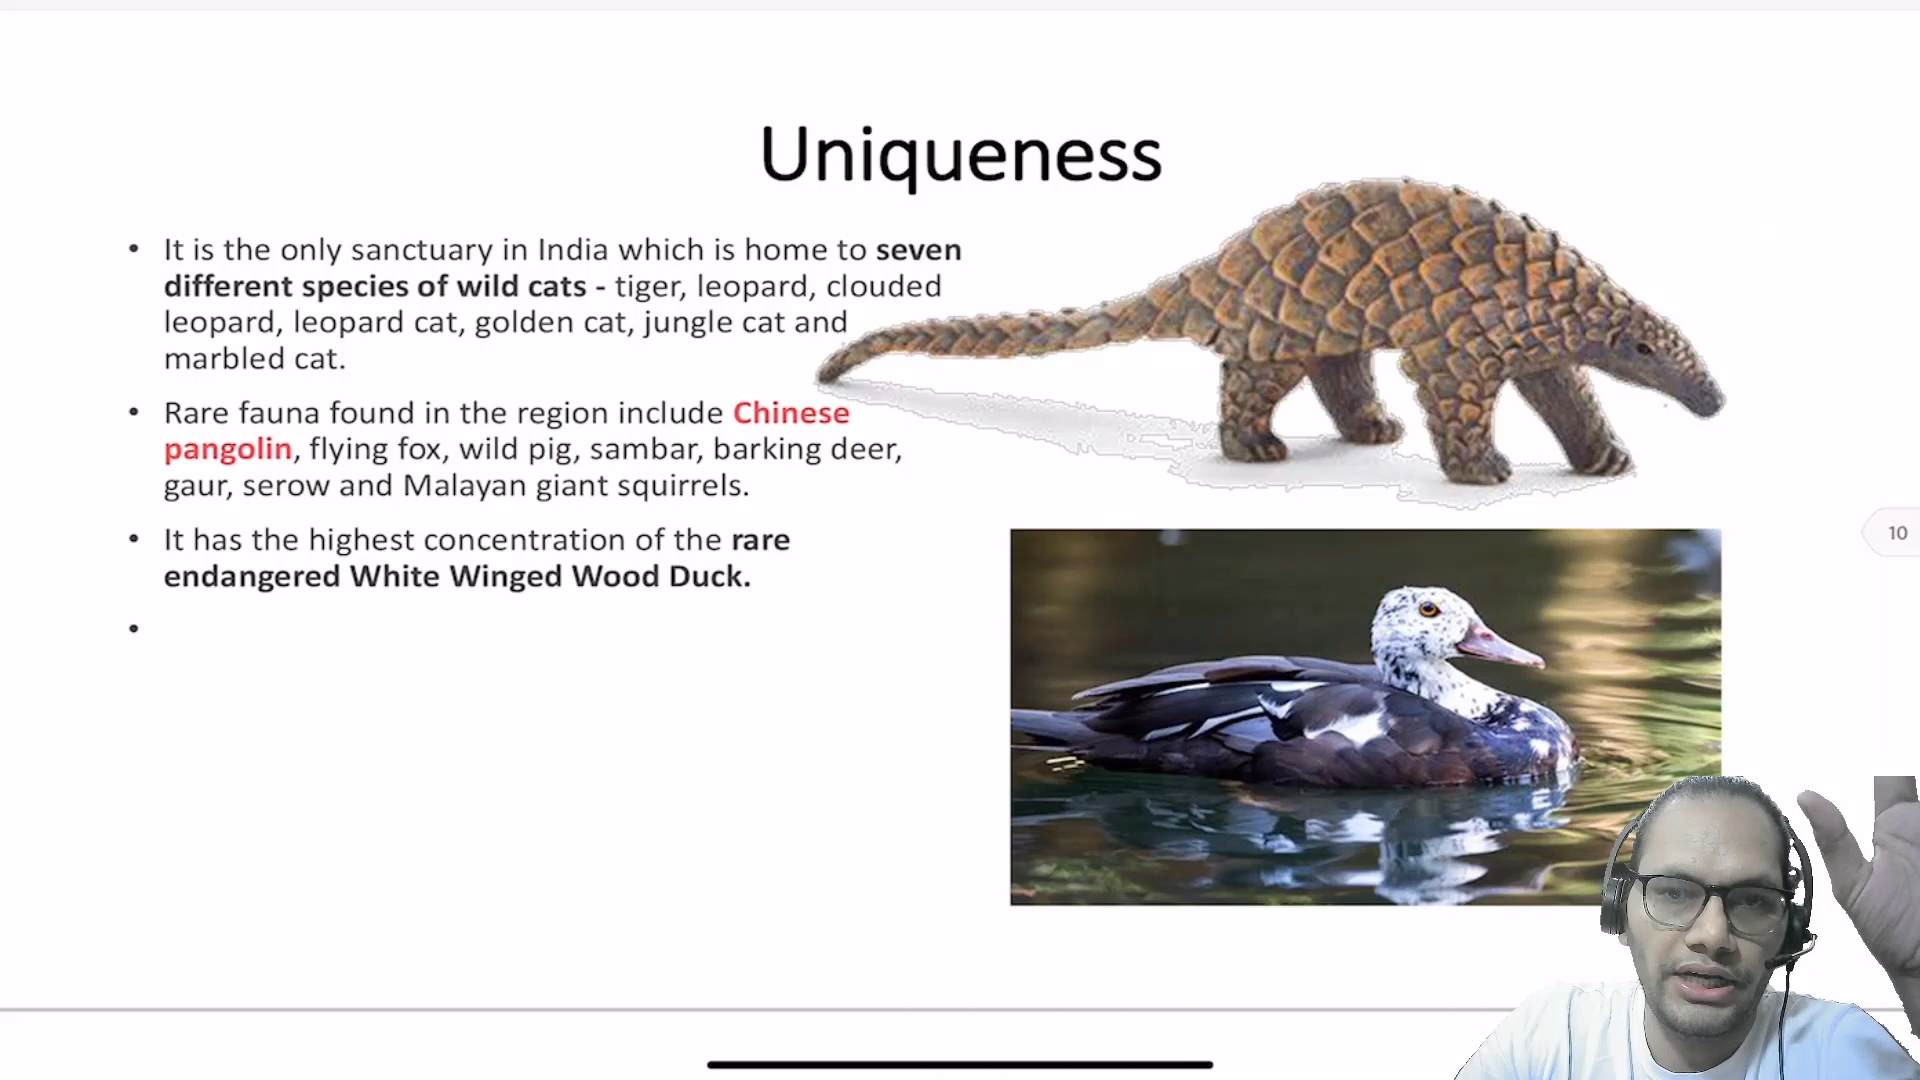 Uniqueness
• It is the only sanctuary in India which is home to seven
different species of wild cats - tiger, leopard, clouded
leopard, leopard cat, golden cat, jungle cat and
marbled cat.
• Rare fauna found in the region include Chinese
pangolin, flying fox, wild pig, sambar, barking deer,
gaur, serow and Malayan giant squirrels.
• It has the highest concentration of the rare
endangered White Winged Wood Duck.
•
10